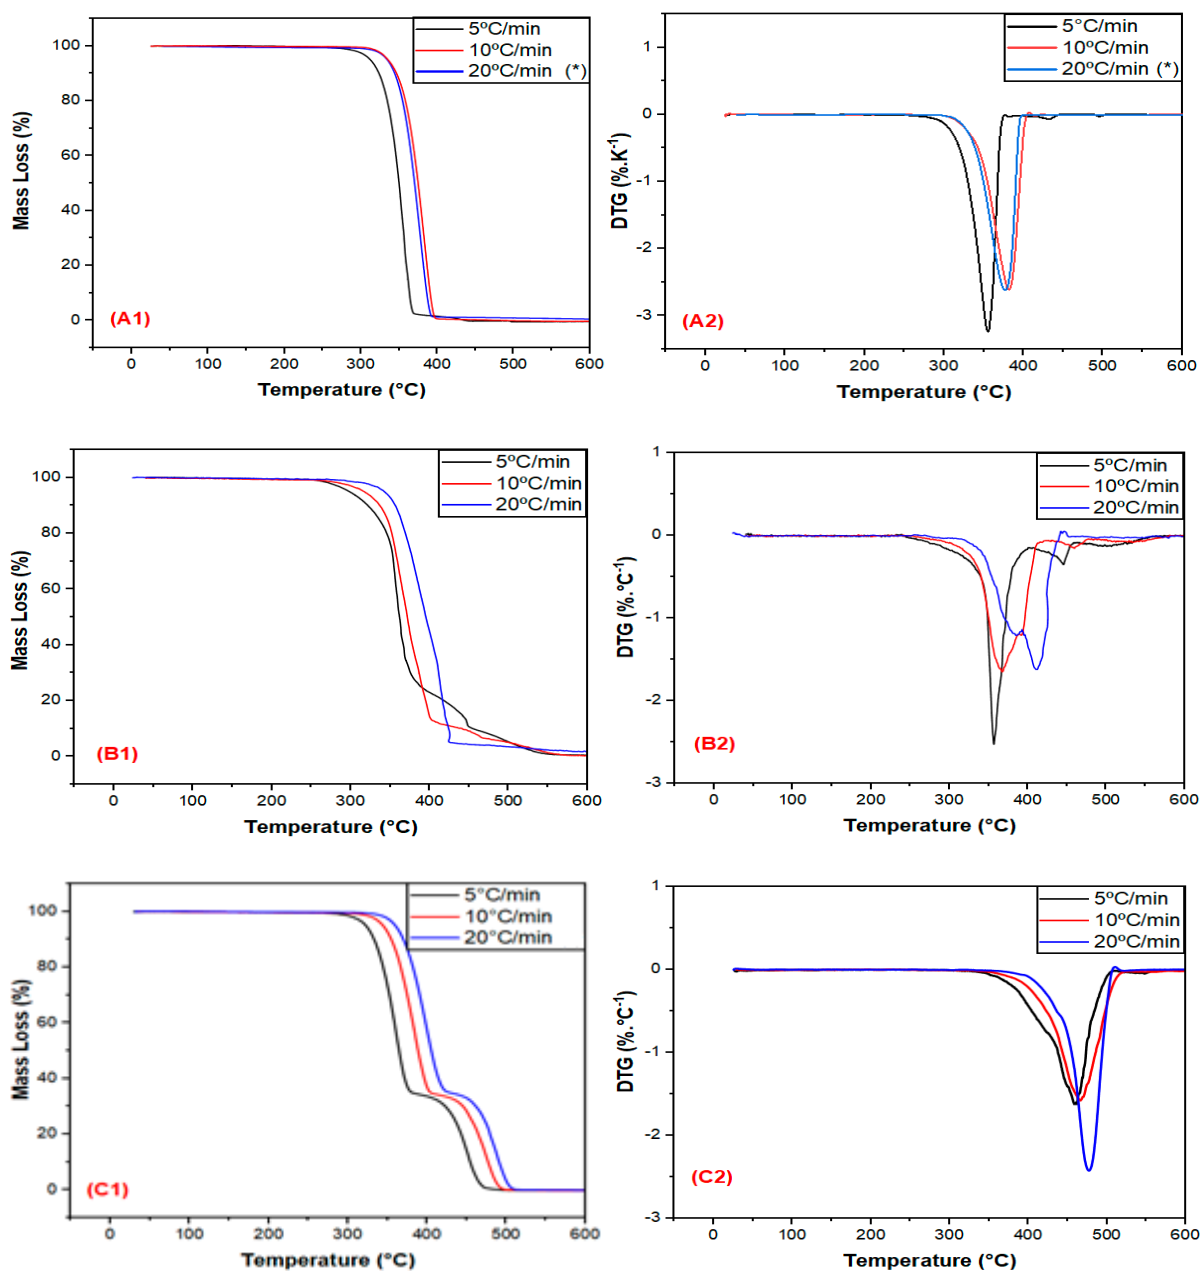 5ºC/min
10ºC/min
20ºC/min (*)
100
80
60
40
20
0
Mass Loss (%)
(A1)
0 100 200 300 400 500 600
Temperature (°C)
5°C/min
10ºC/min
20ºC/min (*)
1
0
-1
-2
-3
DTG (%.K-1)
(A2)
0 100 200 300 400 500 600
Temperature (°C)
5ºC/min
10ºC/min
20ºC/min
100
80
60
40
20
0
Mass Loss (%)
(B1)
0 100 200 300 400 500 600
Temperature (°C)
5ºC/min
10ºC/min
20ºC/min
1
0
-1
-2
-3
DTG (%.°C-1)
(B2)
0 100 200 300 400 500 600
Temperature (°C)
5°C/min
10°C/min
20°C/min
100
80
60
40
20
0
Mass Loss (%)
(C1)
0 100 200 300 400 500 600
Temperature (°C)
5ºC/min
10ºC/min
20ºC/min
1
0
-1
-2
-3
DTG (%.°C-1)
(C2)
0 100 200 300 400 500 600
Temperature (°C)